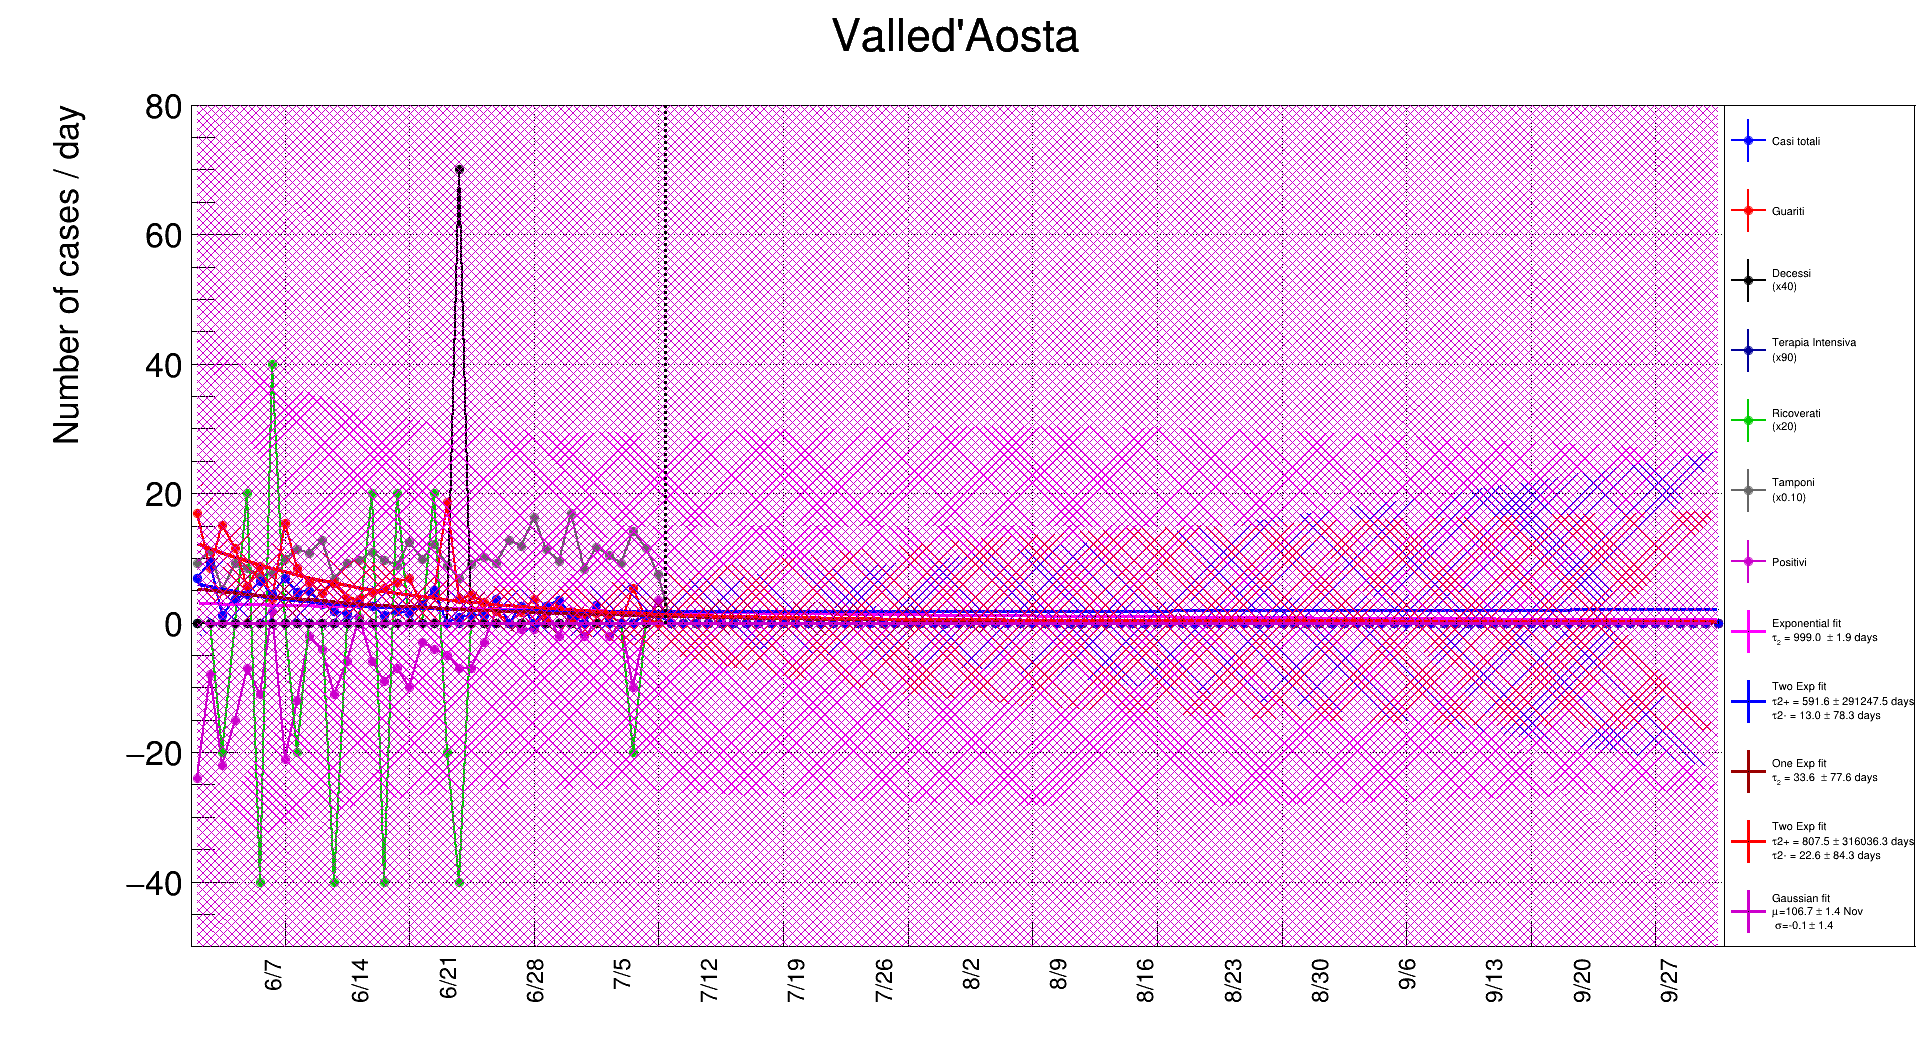 Valled'Aosta
Number of cases / day
80
60
40
20
0
−20
−40
6/7
6/14
6/21
6/28
7/5
7/12
7/19
7/26
8/2
8/9
8/16
8/23
8/30
9/6
9/13
9/20
9/27
Casi totali
Guariti
Decessi
(x40)
Terapia Intensiva
(x90)
Ricoverati
(x20)
Tamponi
(x0.10)
Positivi
Exponential fit
τ₂ = 999.0 ± 1.9 days
Two Exp fit
τ2+ = 591.6 ± 291247.5 days
τ2- = 13.0 ± 78.3 days
One Exp fit
τ₂ = 33.6 ± 77.6 days
Two Exp fit
τ2+ = 807.5 ± 316036.3 days
τ2- = 22.6 ± 84.3 days
Gaussian fit
μ=106.7 ± 1.4 Nov
σ=-0.1 ± 1.4